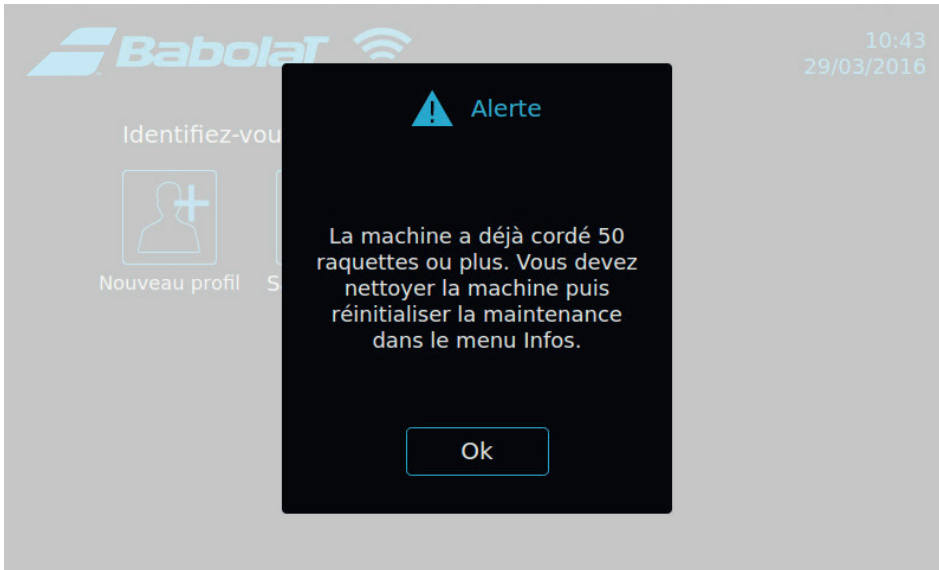 BabolaT
10:43
29/03/2016
Identifiez-vou
Nouveau profil
S
Alerte
La machine a déjà cordé 50
raquettes ou plus. Vous devez
nettoyer la machine puis
réinitialiser la maintenance
dans le menu Infos.
Ok